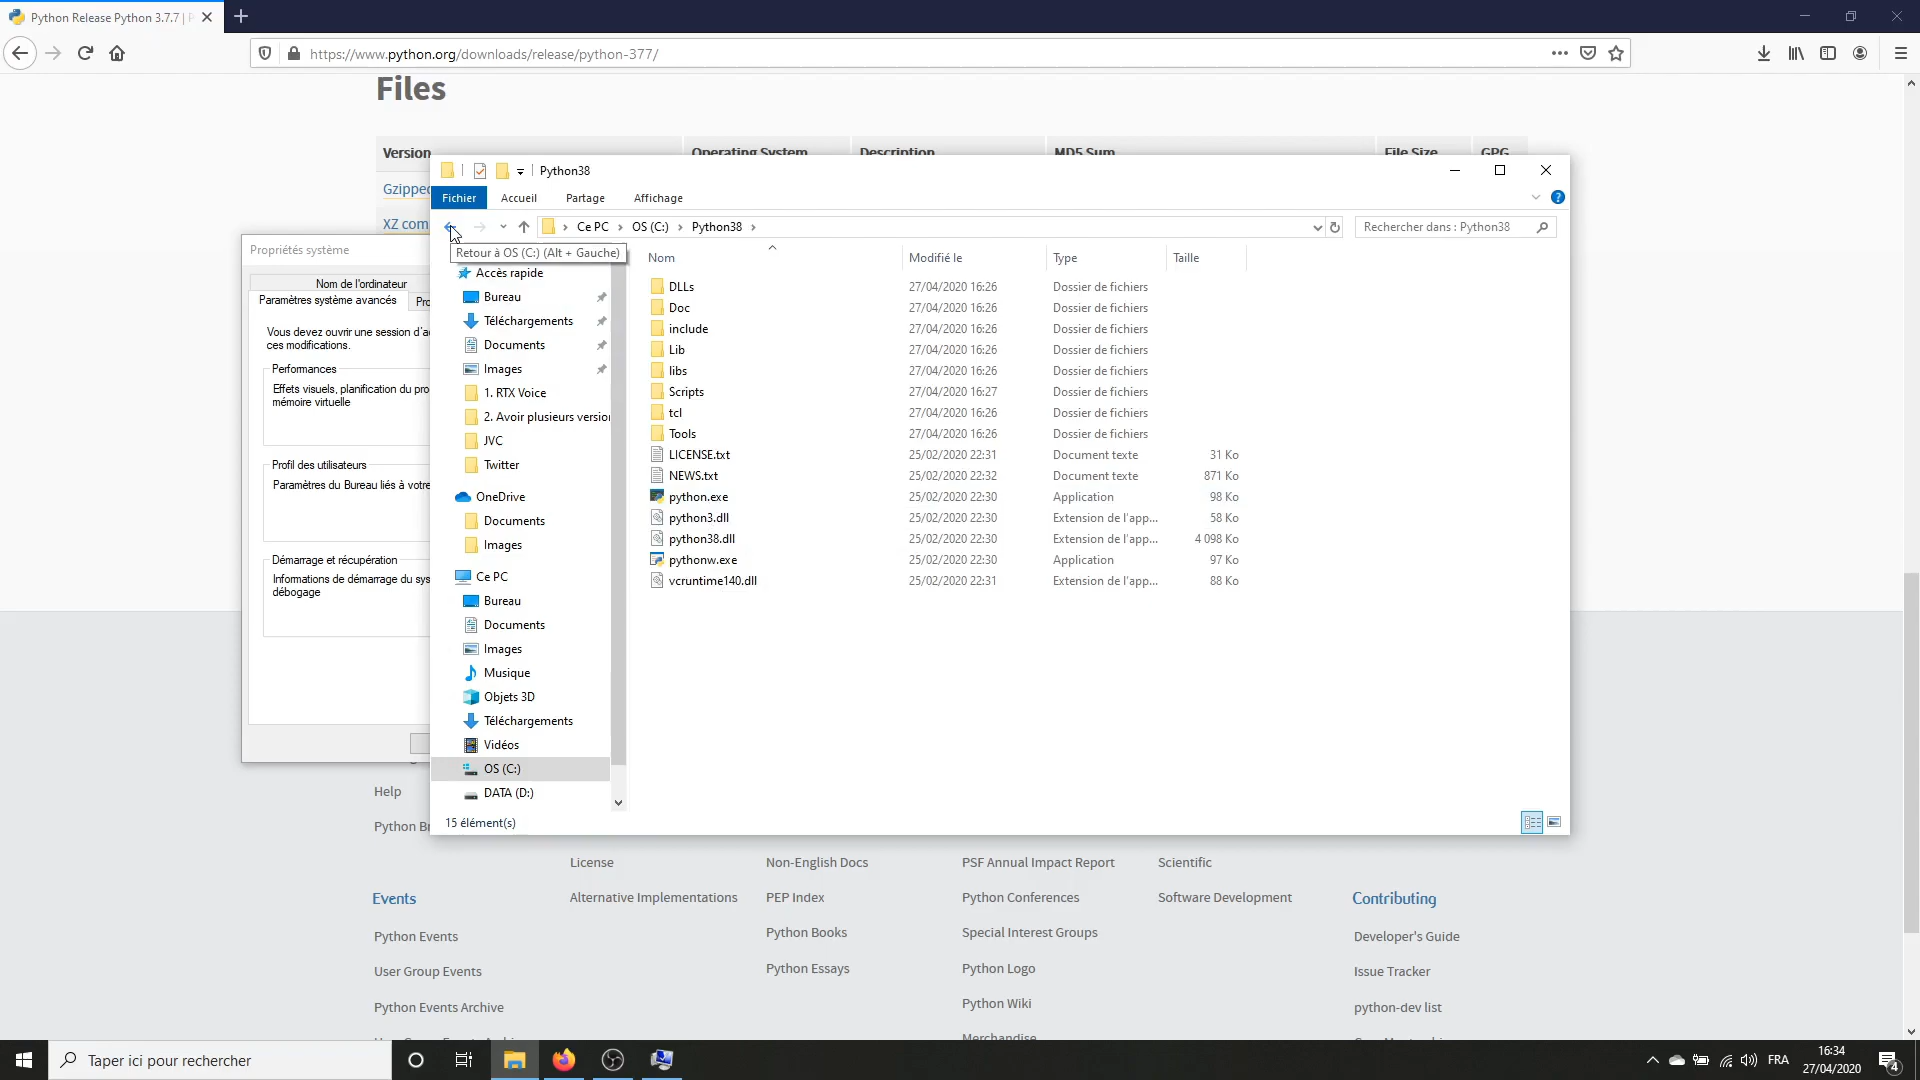 Python Release Python 3.7.7 | P
https://www.python.org/downloads/release/python-377/
Files
Version
Operating System
Description
MD5 Sum
File Size
GPG
Gzipped
XZ com
Propriétés système
Nom de l'ordinateur
Paramètres système avancés
Pro
Vous devez ouvrir une session d'a
ces modifications.
Performances
Effets visuels, planification du pro
mémoire virtuelle
Profil des utilisateurs
Paramètres du Bureau liés à votre
Démarrage et récupération
Informations de démarrage du sys
débogage
Python38
Fichier
Accueil
Partage
Affichage
Ce PC
OS (C:)
Python38
Rechercher dans : Python38
Retour à OS (C:) (Alt + Gauche)
Accès rapide
Bureau
Téléchargements
Documents
Images
1. RTX Voice
2. Avoir plusieurs version
JVC
Twitter
OneDrive
Documents
Images
Ce PC
Bureau
Documents
Images
Musique
Objets 3D
Téléchargements
Vidéos
OS (C:)
DATA (D:)
Nom Modifié le Type Taille
DLLs 27/04/2020 16:26 Dossier de fichiers
Doc 27/04/2020 16:26 Dossier de fichiers
include 27/04/2020 16:26 Dossier de fichiers
Lib 27/04/2020 16:26 Dossier de fichiers
libs 27/04/2020 16:26 Dossier de fichiers
Scripts 27/04/2020 16:27 Dossier de fichiers
tcl 27/04/2020 16:26 Dossier de fichiers
Tools 27/04/2020 16:26 Dossier de fichiers
LICENSE.txt 25/02/2020 22:31 Document texte 31 Ko
NEWS.txt 25/02/2020 22:32 Document texte 871 Ko
python.exe 25/02/2020 22:30 Application 98 Ko
python3.dll 25/02/2020 22:30 Extension de l'app... 58 Ko
python38.dll 25/02/2020 22:30 Extension de l'app... 4 098 Ko
pythonw.exe 25/02/2020 22:30 Application 97 Ko
vcruntime140.dll 25/02/2020 22:31 Extension de l'app... 88 Ko
15 élément(s)
Help
Python Br
License
Alternative Implementations
Non-English Docs
PEP Index
Python Books
Python Essays
PSF Annual Impact Report
Python Conferences
Special Interest Groups
Python Logo
Python Wiki
Merchandise
Scientific
Software Development
Events
Python Events
User Group Events
Python Events Archive
Contributing
Developer's Guide
Issue Tracker
python-dev list
Taper ici pour rechercher
FRA
16:34
27/04/2020
4